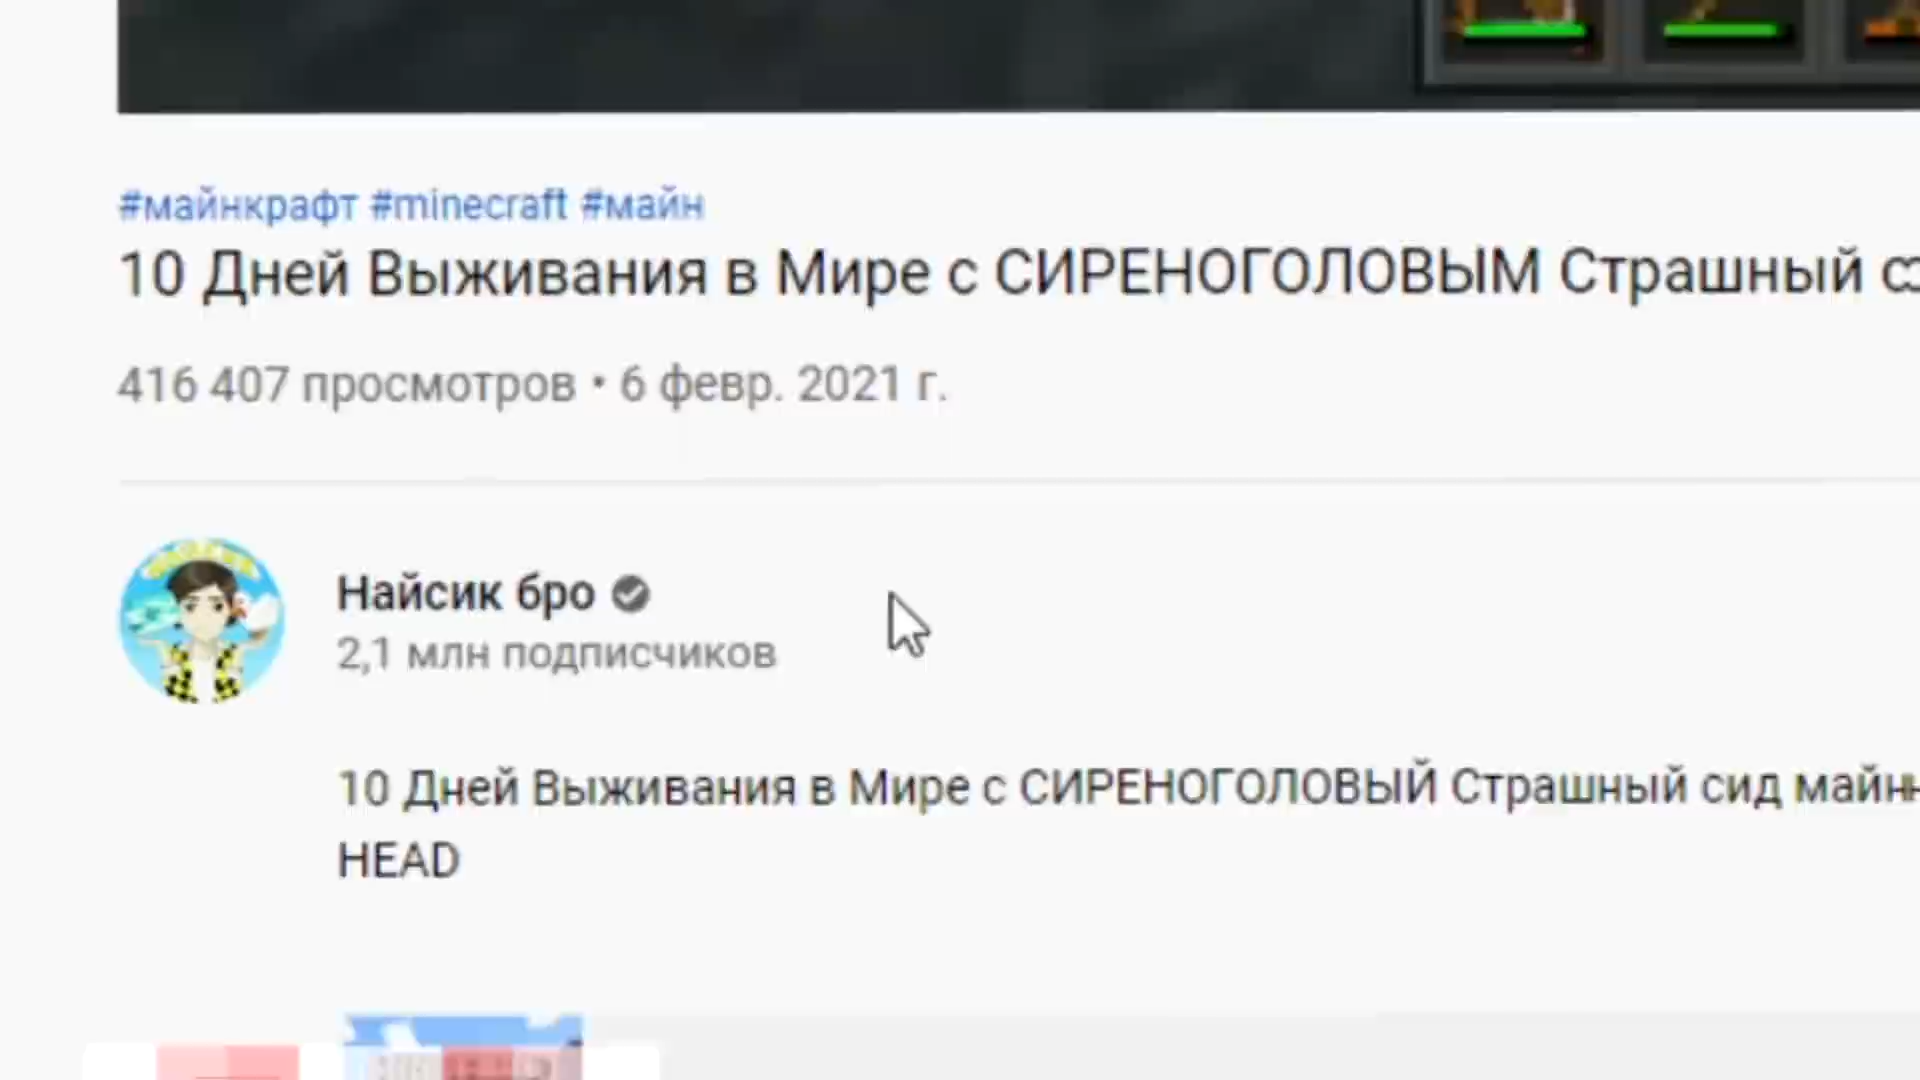 #майнкрафт #minecraft #майн
10 Дней Выживания в Мире с СИРЕНОГОЛОВЫМ Страшный
416 407 просмотров • 6 февр. 2021 г.
Найсик бро
2,1 млн подписчиков
10 Дней Выживания в Мире с СИРЕНОГОЛОВЫЙ Страшный сид
HEAD